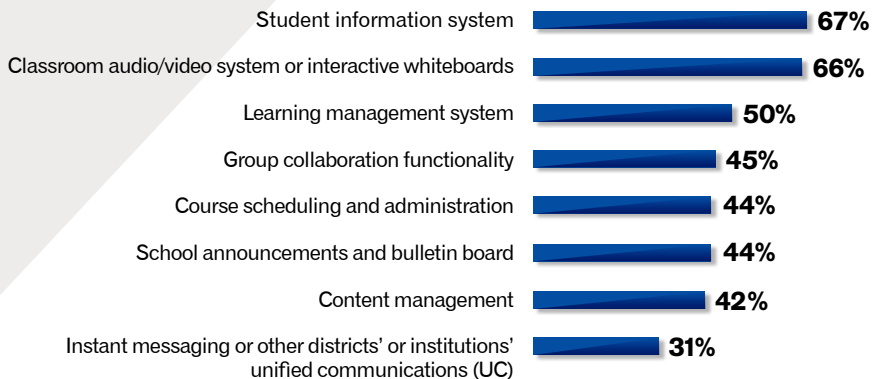 Student information system 67%
Classroom audio/video system or interactive whiteboards 66%
Learning management system 50%
Group collaboration functionality 45%
Course scheduling and administration 44%
School announcements and bulletin board 44%
Content management 42%
Instant messaging or other districts’ or institutions’ 31%
unified communications (UC)